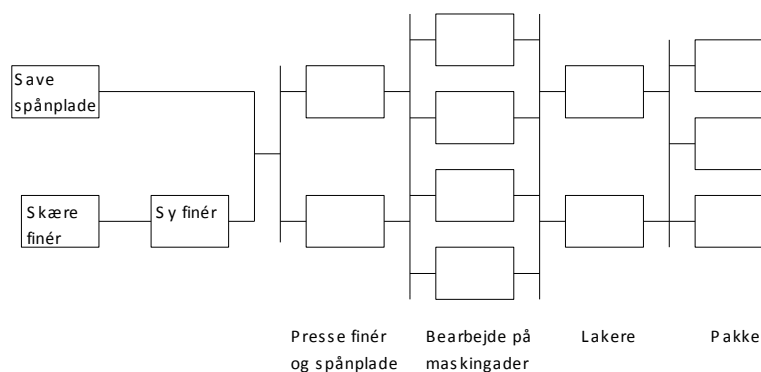 Save
spånplade
Skære
finér
Sy finér
Presse finér
og spånplade
Bearbejde på
maskingader
Lakere
Pakke